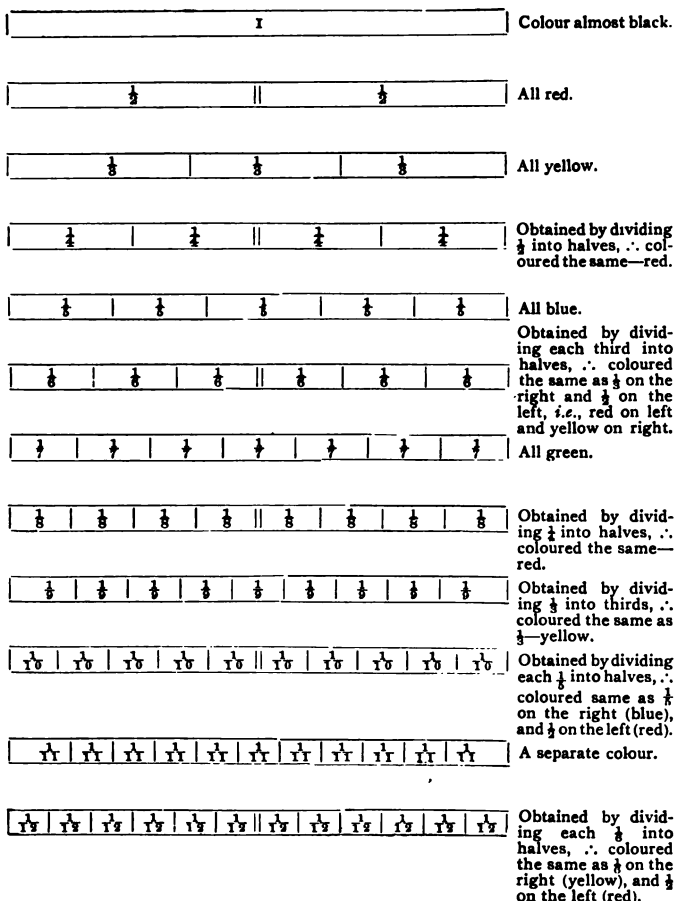 1
Colour almost black.
1/2 1/2
All red.
1/3 1/3 1/3
All yellow.
1/4 1/4 1/4 1/4
Obtained by dividing
1/2 into halves, ∴ col-
oured the same—red.
1/5 1/5 1/5 1/5 1/5
All blue.
1/6 1/6 1/6 1/6 1/6 1/6
Obtained by divid-
ing each third into
halves, ∴ coloured
the same as 1/3 on the
right and 1/2 on the
left, i.e., red on left
and yellow on right.
1/7 1/7 1/7 1/7 1/7 1/7 1/7
All green.
1/8 1/8 1/8 1/8 1/8 1/8 1/8 1/8
Obtained by divid-
ing 1/4 into halves, ∴
coloured the same—
red.
1/9 1/9 1/9 1/9 1/9 1/9 1/9 1/9 1/9
Obtained by divid-
ing 1/3 into thirds, ∴
coloured the same as
1/3—yellow.
1/10 1/10 1/10 1/10 1/10 1/10 1/10 1/10 1/10 1/10
Obtained by dividing
each 1/5 into halves, ∴
coloured same as 1/5
on the right (blue),
and 1/2 on the left (red).
1/11 1/11 1/11 1/11 1/11 1/11 1/11 1/11 1/11 1/11 1/11
A separate colour.
1/12 1/12 1/12 1/12 1/12 1/12 1/12 1/12 1/12 1/12 1/12 1/12
Obtained by divid-
ing each into
halves, ∴ coloured
the same as on the
right (yellow), and 1/2
on the left (red).